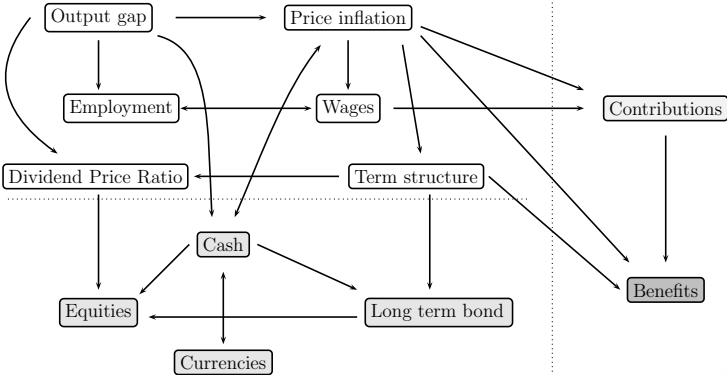 Output gap
Price inflation
Employment
Wages
Contributions
Dividend Price Ratio
Term structure
Cash
Benefits
Equities
Long term bond
Currencies